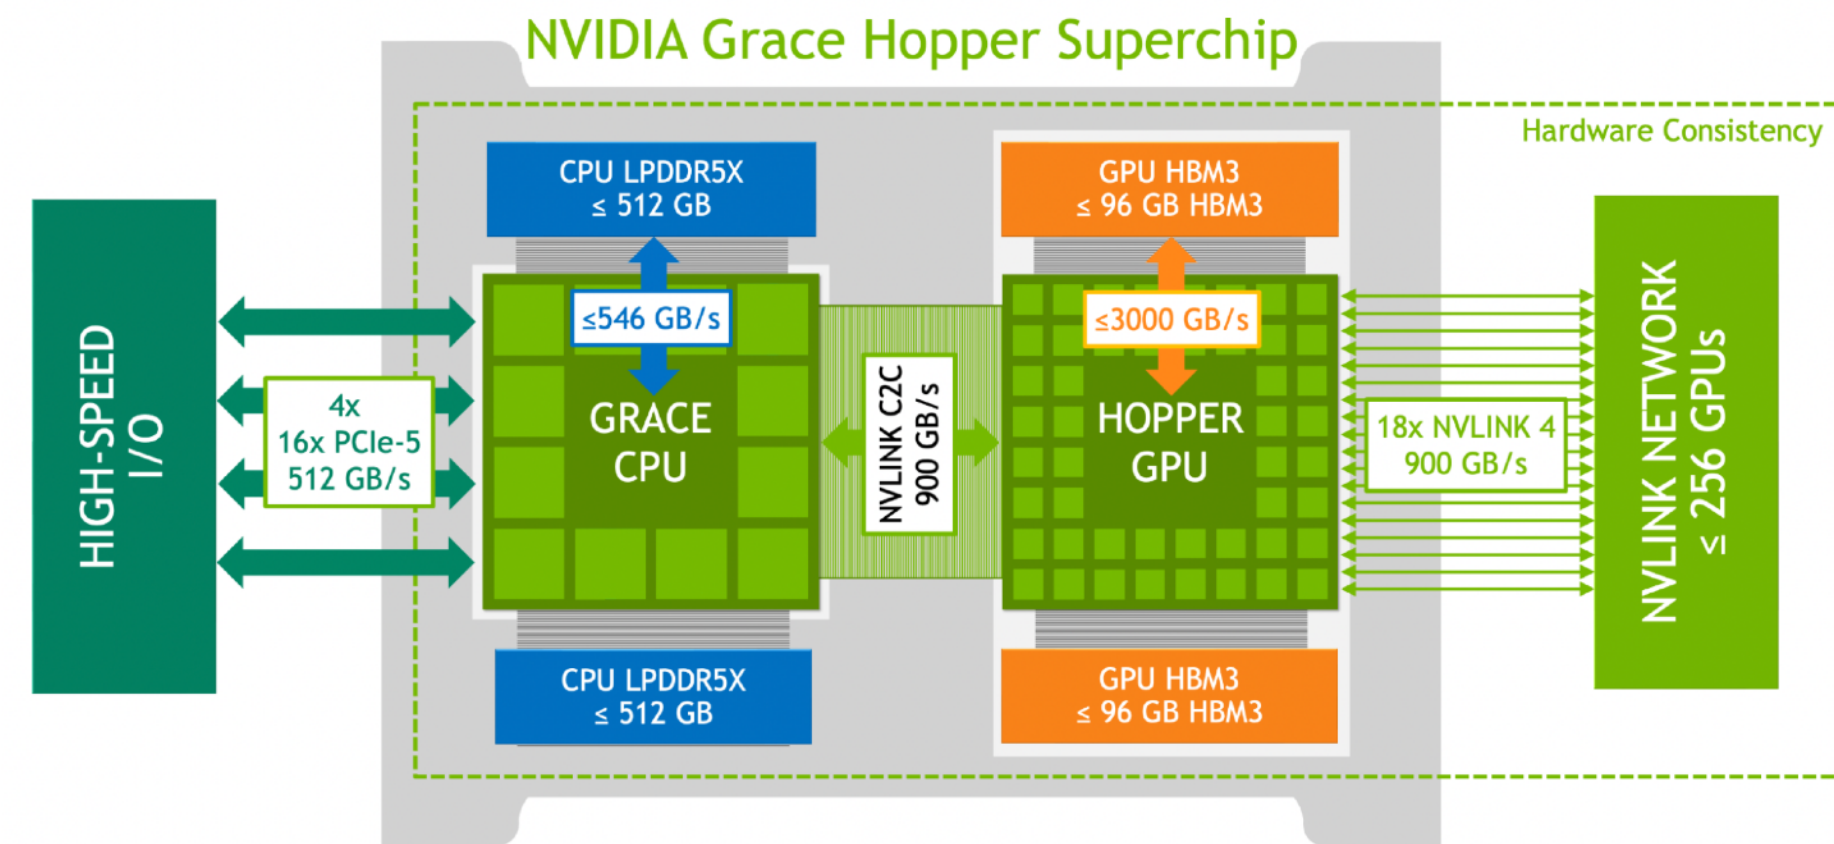 NVIDIA Grace Hopper Superchip
Hardware Consistency
CPU LPDDR5X
≤ 512 GB
GPU HBM3
≤ 96 GB HBM3
HIGH-SPEED
I/O
4x
16x PCIe-5
512 GB/s
≤546 GB/s
GRACE
CPU
NVLINK C2C
900 GB/s
≤3000 GB/s
HOPPER
GPU
18x NVLINK 4
900 GB/s
NVLINK NETWORK
≤ 256 GPUs
CPU LPDDR5X
≤ 512 GB
GPU HBM3
≤ 96 GB HBM3